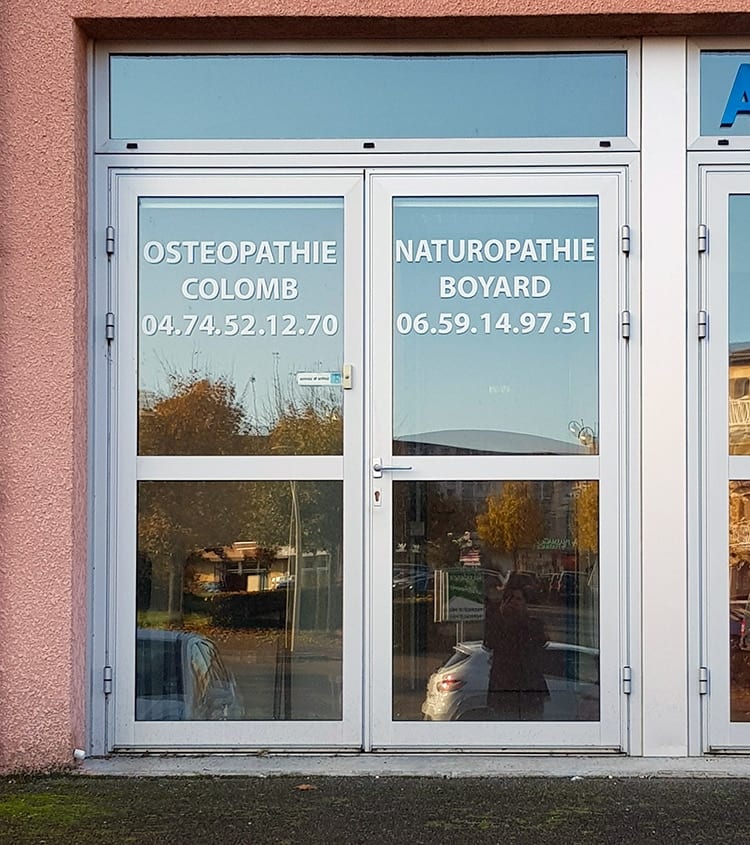 OSTEOPATHIE
COLOMB
04.74.52.12.70
NATUROPATHIE
BOYARD
06.59.14.97.51
A